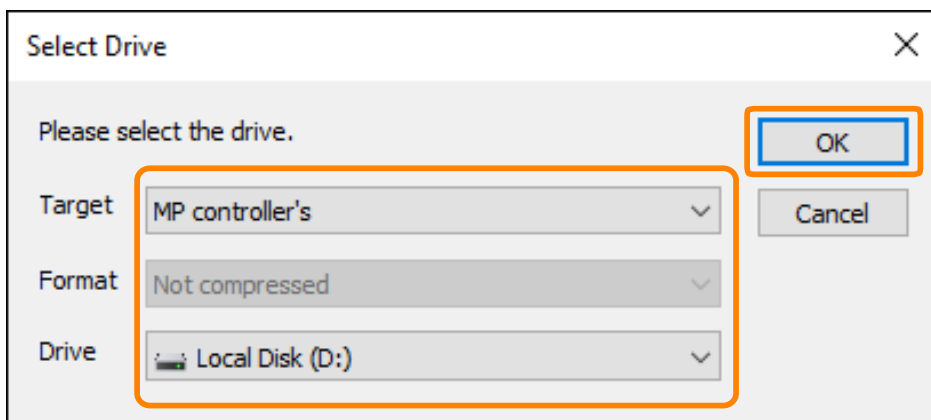 Select Drive
Please select the drive.
OK
Target MP controller's
Cancel
Format Not compressed
Drive Local Disk (D:)